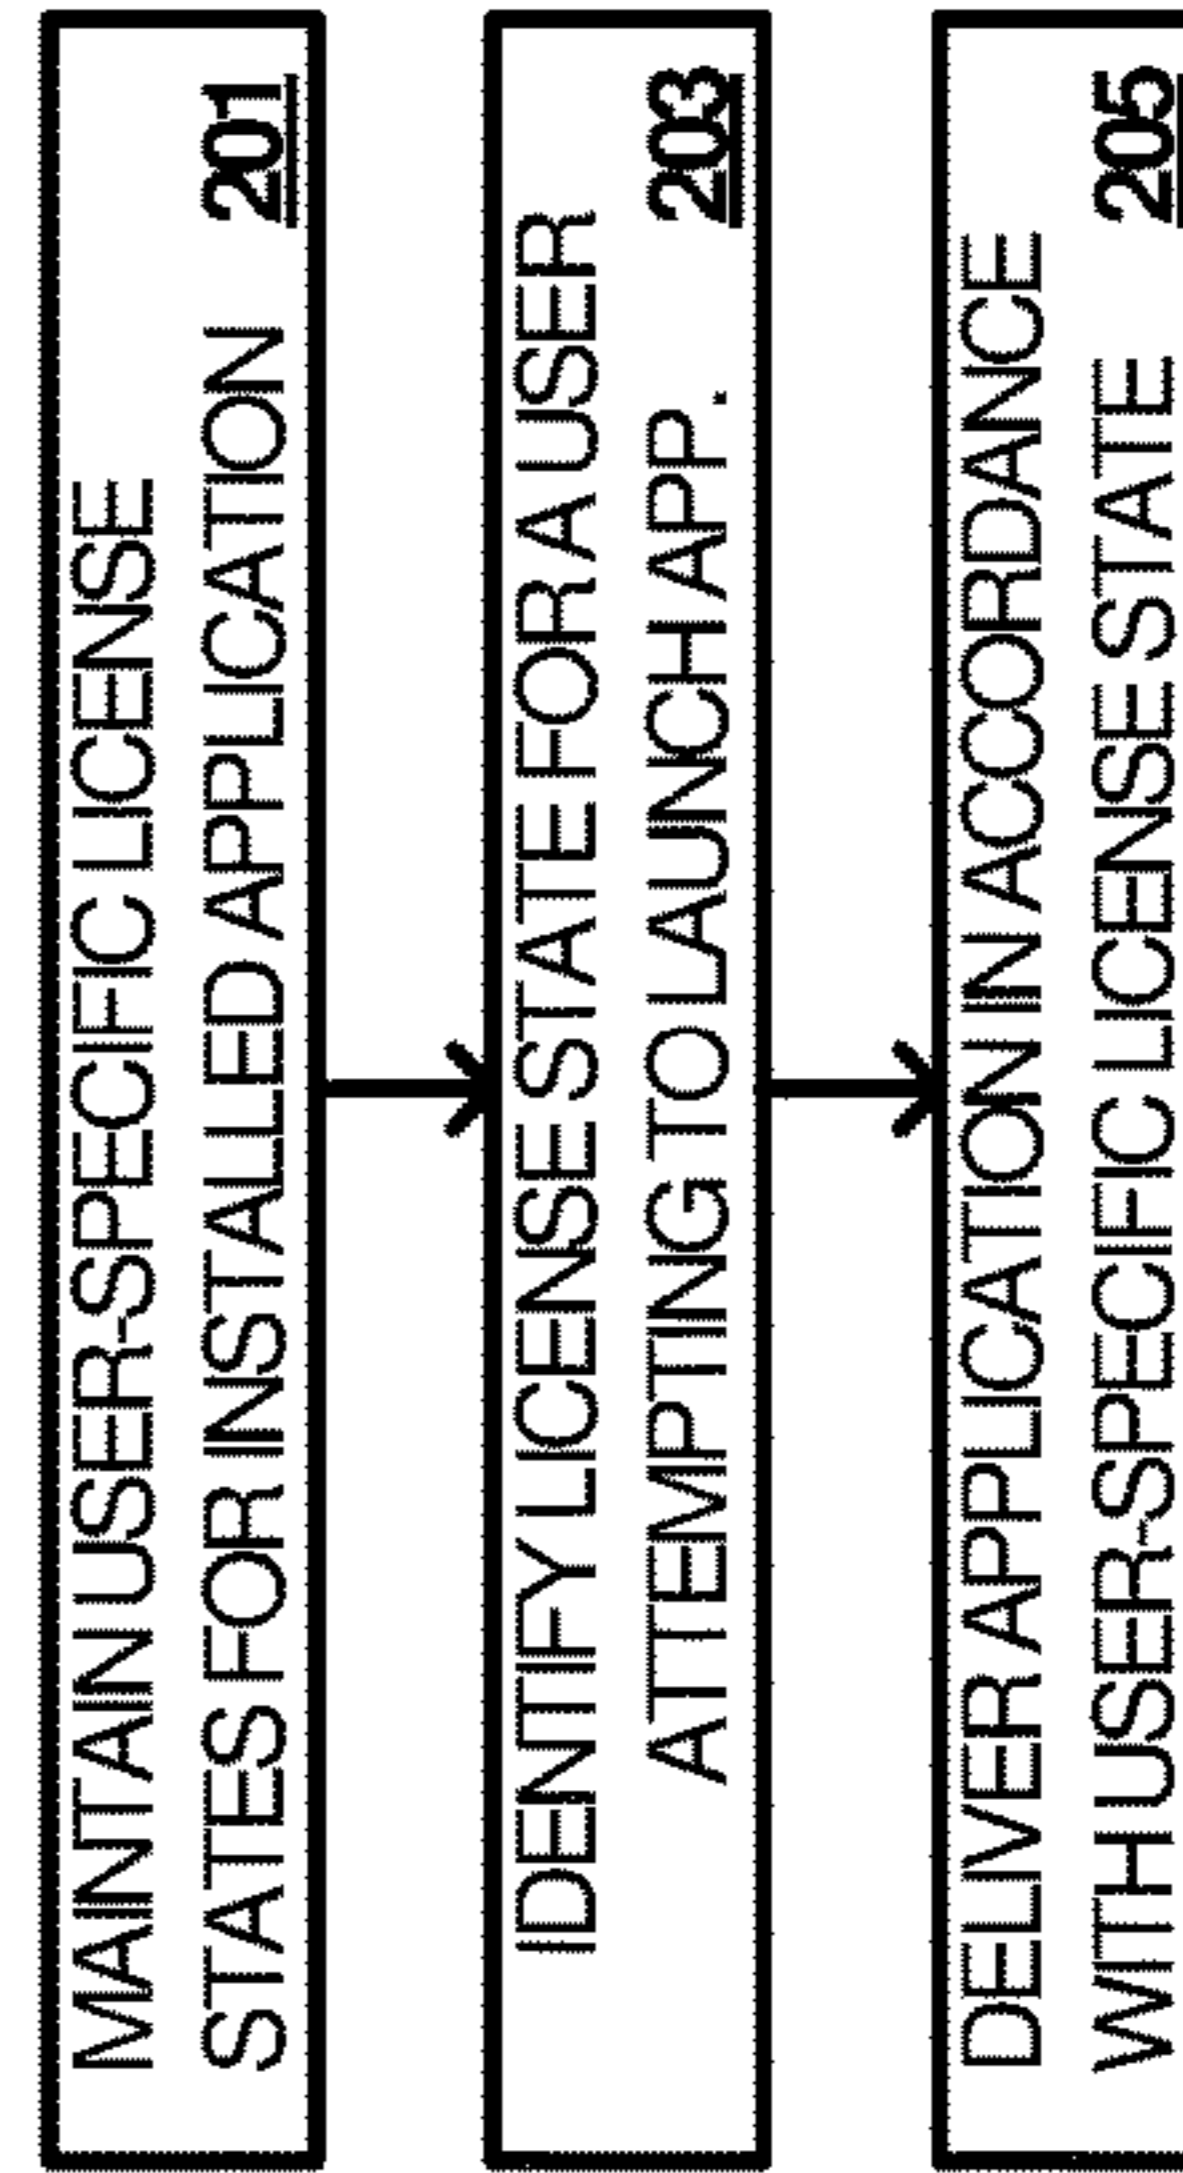 MAINTAIN USER-SPECIFIC LICENSE
STATES FOR INSTALLED APPLICATION 201
IDENTIFY LICENSE STATE FOR A USER
ATTEMPTING TO LAUNCH APP. 203
DELIVER APPLICATION IN ACCORDANCE
WITH USER-SPECIFIC LICENSE STATE 205